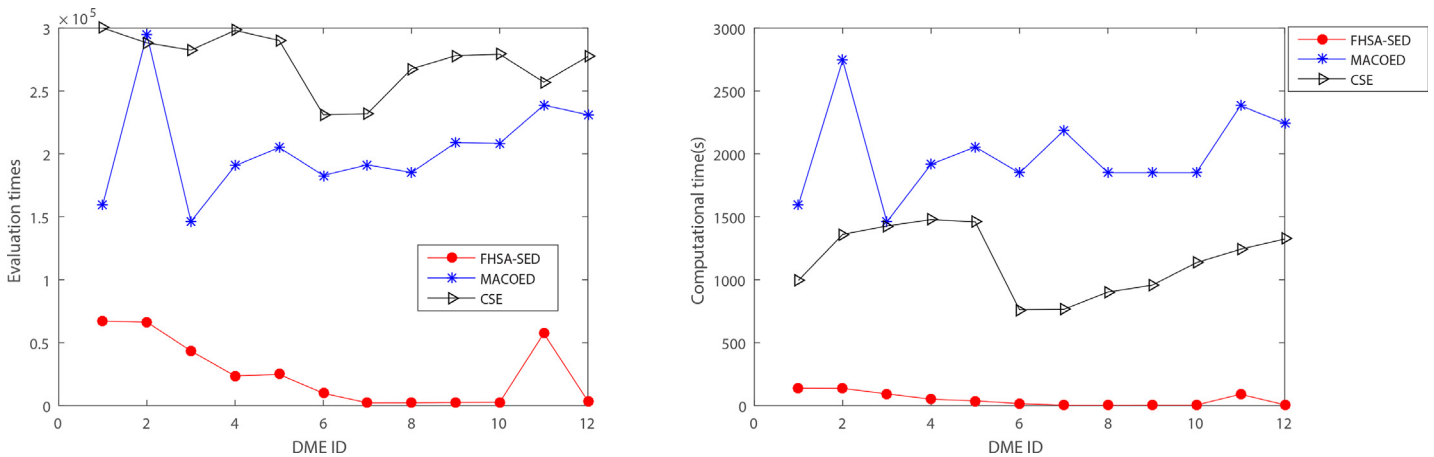 × 10⁵
3
2.5
2
1.5
1
0.5
0
Evaluation times
0 2 4 6 8 10 12
DME ID
FHSA-SED
MACOED
CSE
3000
2500
2000
1500
1000
500
0
Computational time(s)
0 2 4 6 8 10 12
DME ID
FHSA-SED
MACOED
CSE